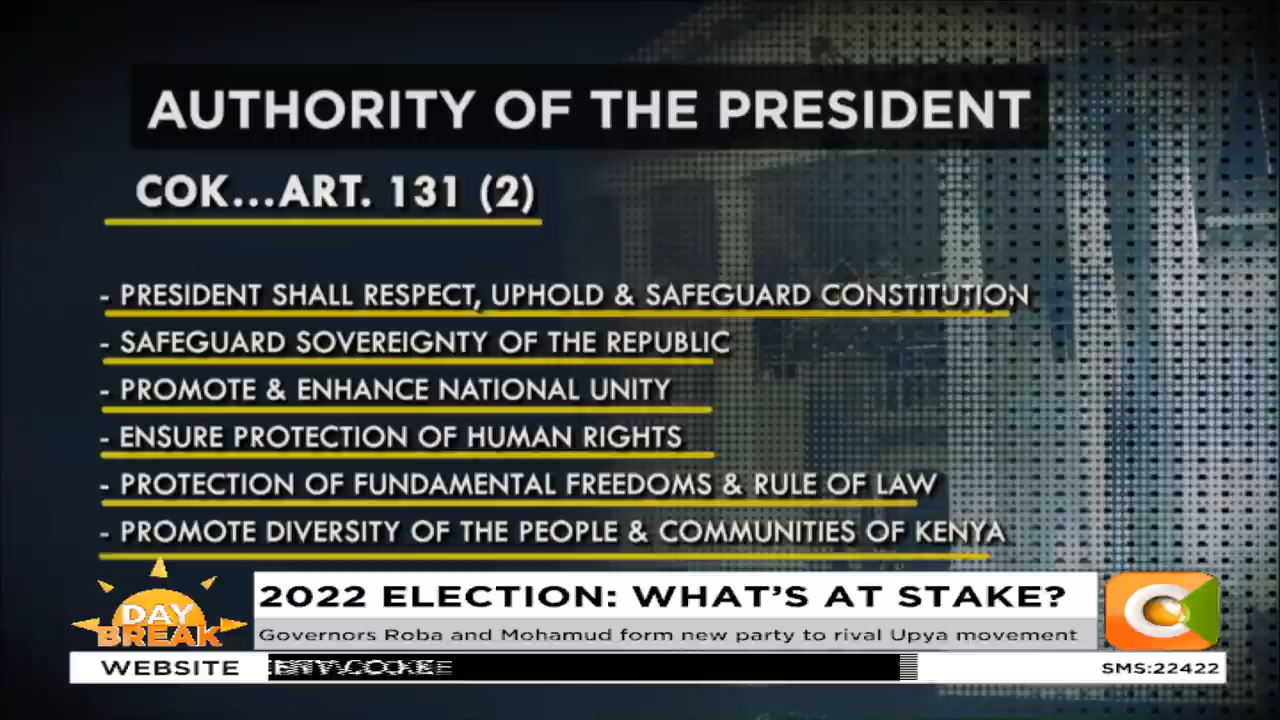 AUTHORITY OF THE PRESIDENT
COK...ART. 131 (2)
- PRESIDENT SHALL RESPECT, UPHOLD & SAFEGUARD CONSTITUTION
- SAFEGUARD SOVEREIGNTY OF THE REPUBLIC
- PROMOTE & ENHANCE NATIONAL UNITY
- ENSURE PROTECTION OF HUMAN RIGHTS
- PROTECTION OF FUNDAMENTAL FREEDOMS & RULE OF LAW
- PROMOTE DIVERSITY OF THE PEOPLE & COMMUNITIES OF KENYA
DAY
BREAK
2022 ELECTION: WHAT'S AT STAKE?
Governors Roba and Mohamud form new party to rival Upya movement
WEBSITE
SMS:22422